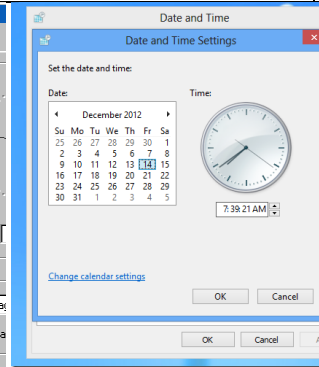 Date and Time
Date and Time Settings
Set the date and time:
Date: Time:
December 2012
Su Mo Tu We Th Fr Sa
25 26 27 28 29 30 1
2 3 4 5 6 7 8
9 10 11 12 13 14 15
16 17 18 19 20 21 22
23 24 25 26 27 28 29
30 31 1 2 3 4 5
7:39:21 AM
Change calendar settings
OK Cancel
OK Cancel